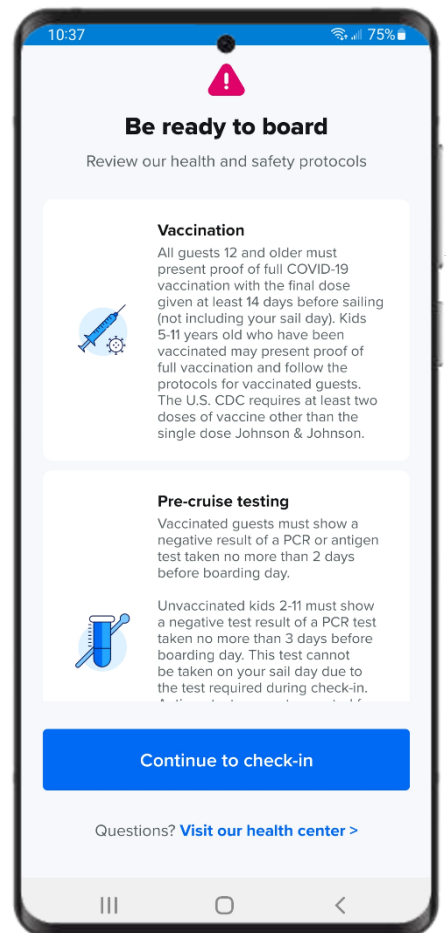 10:37
75%
Be ready to board
Review our health and safety protocols
Vaccination
All guests 12 and older must
present proof of full COVID-19
vaccination with the final dose
given at least 14 days before sailing
(not including your sail day). Kids
5-11 years old who have been
vaccinated may present proof of
full vaccination and follow the
protocols for vaccinated guests.
The U.S. CDC requires at least two
doses of vaccine other than the
single dose Johnson & Johnson.
Pre-cruise testing
Vaccinated guests must show a
negative result of a PCR or antigen
test taken no more than 2 days
before boarding day.
Unvaccinated kids 2-11 must show
a negative test result of a PCR test
taken no more than 3 days before
boarding day. This test cannot
be taken on your sail day due to
the test required during check-in.
Continue to check-in
Questions? Visit our health center >